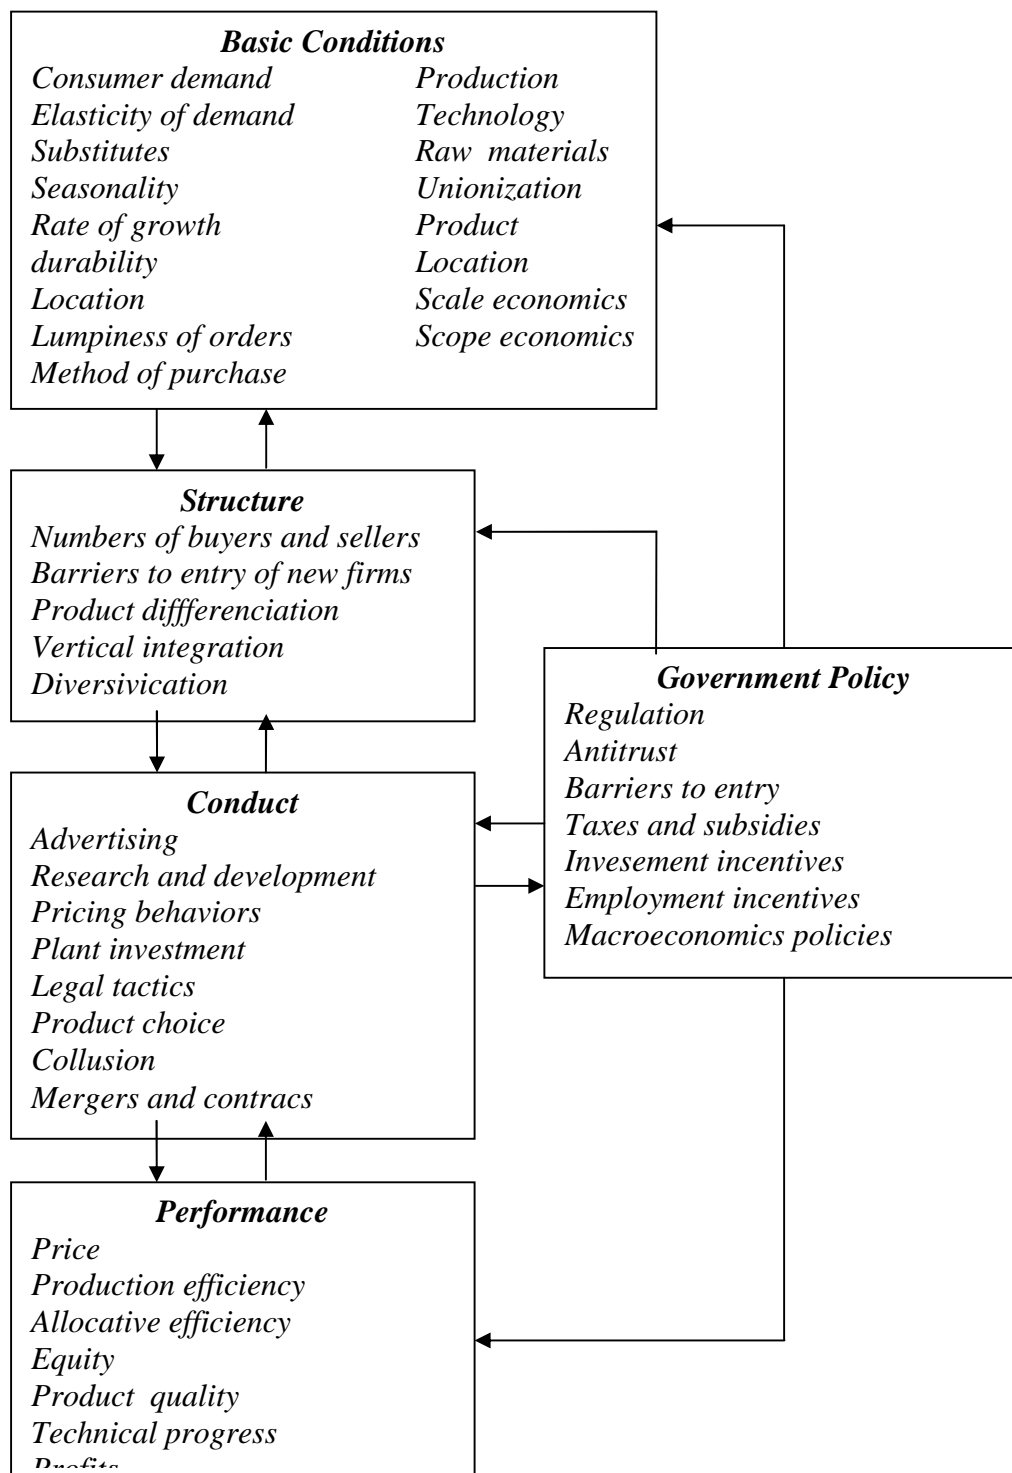 Basic Conditions
Consumer demand
Elasticity of demand
Substitutes
Seasonality
Rate of growth
durability
Location
Lumpiness of orders
Method of purchase
Production
Technology
Raw materials
Unionization
Product
Location
Scale economics
Scope economics
Structure
Numbers of buyers and sellers
Barriers to entry of new firms
Product diffferenciation
Vertical integration
Diversivication
Government Policy
Regulation
Antitrust
Barriers to entry
Taxes and subsidies
Invesement incentives
Employment incentives
Macroeconomics policies
Conduct
Advertising
Research and development
Pricing behaviors
Plant investment
Legal tactics
Product choice
Collusion
Mergers and contracs
Performance
Price
Production efficiency
Allocative efficiency
Equity
Product quality
Technical progress
Profits